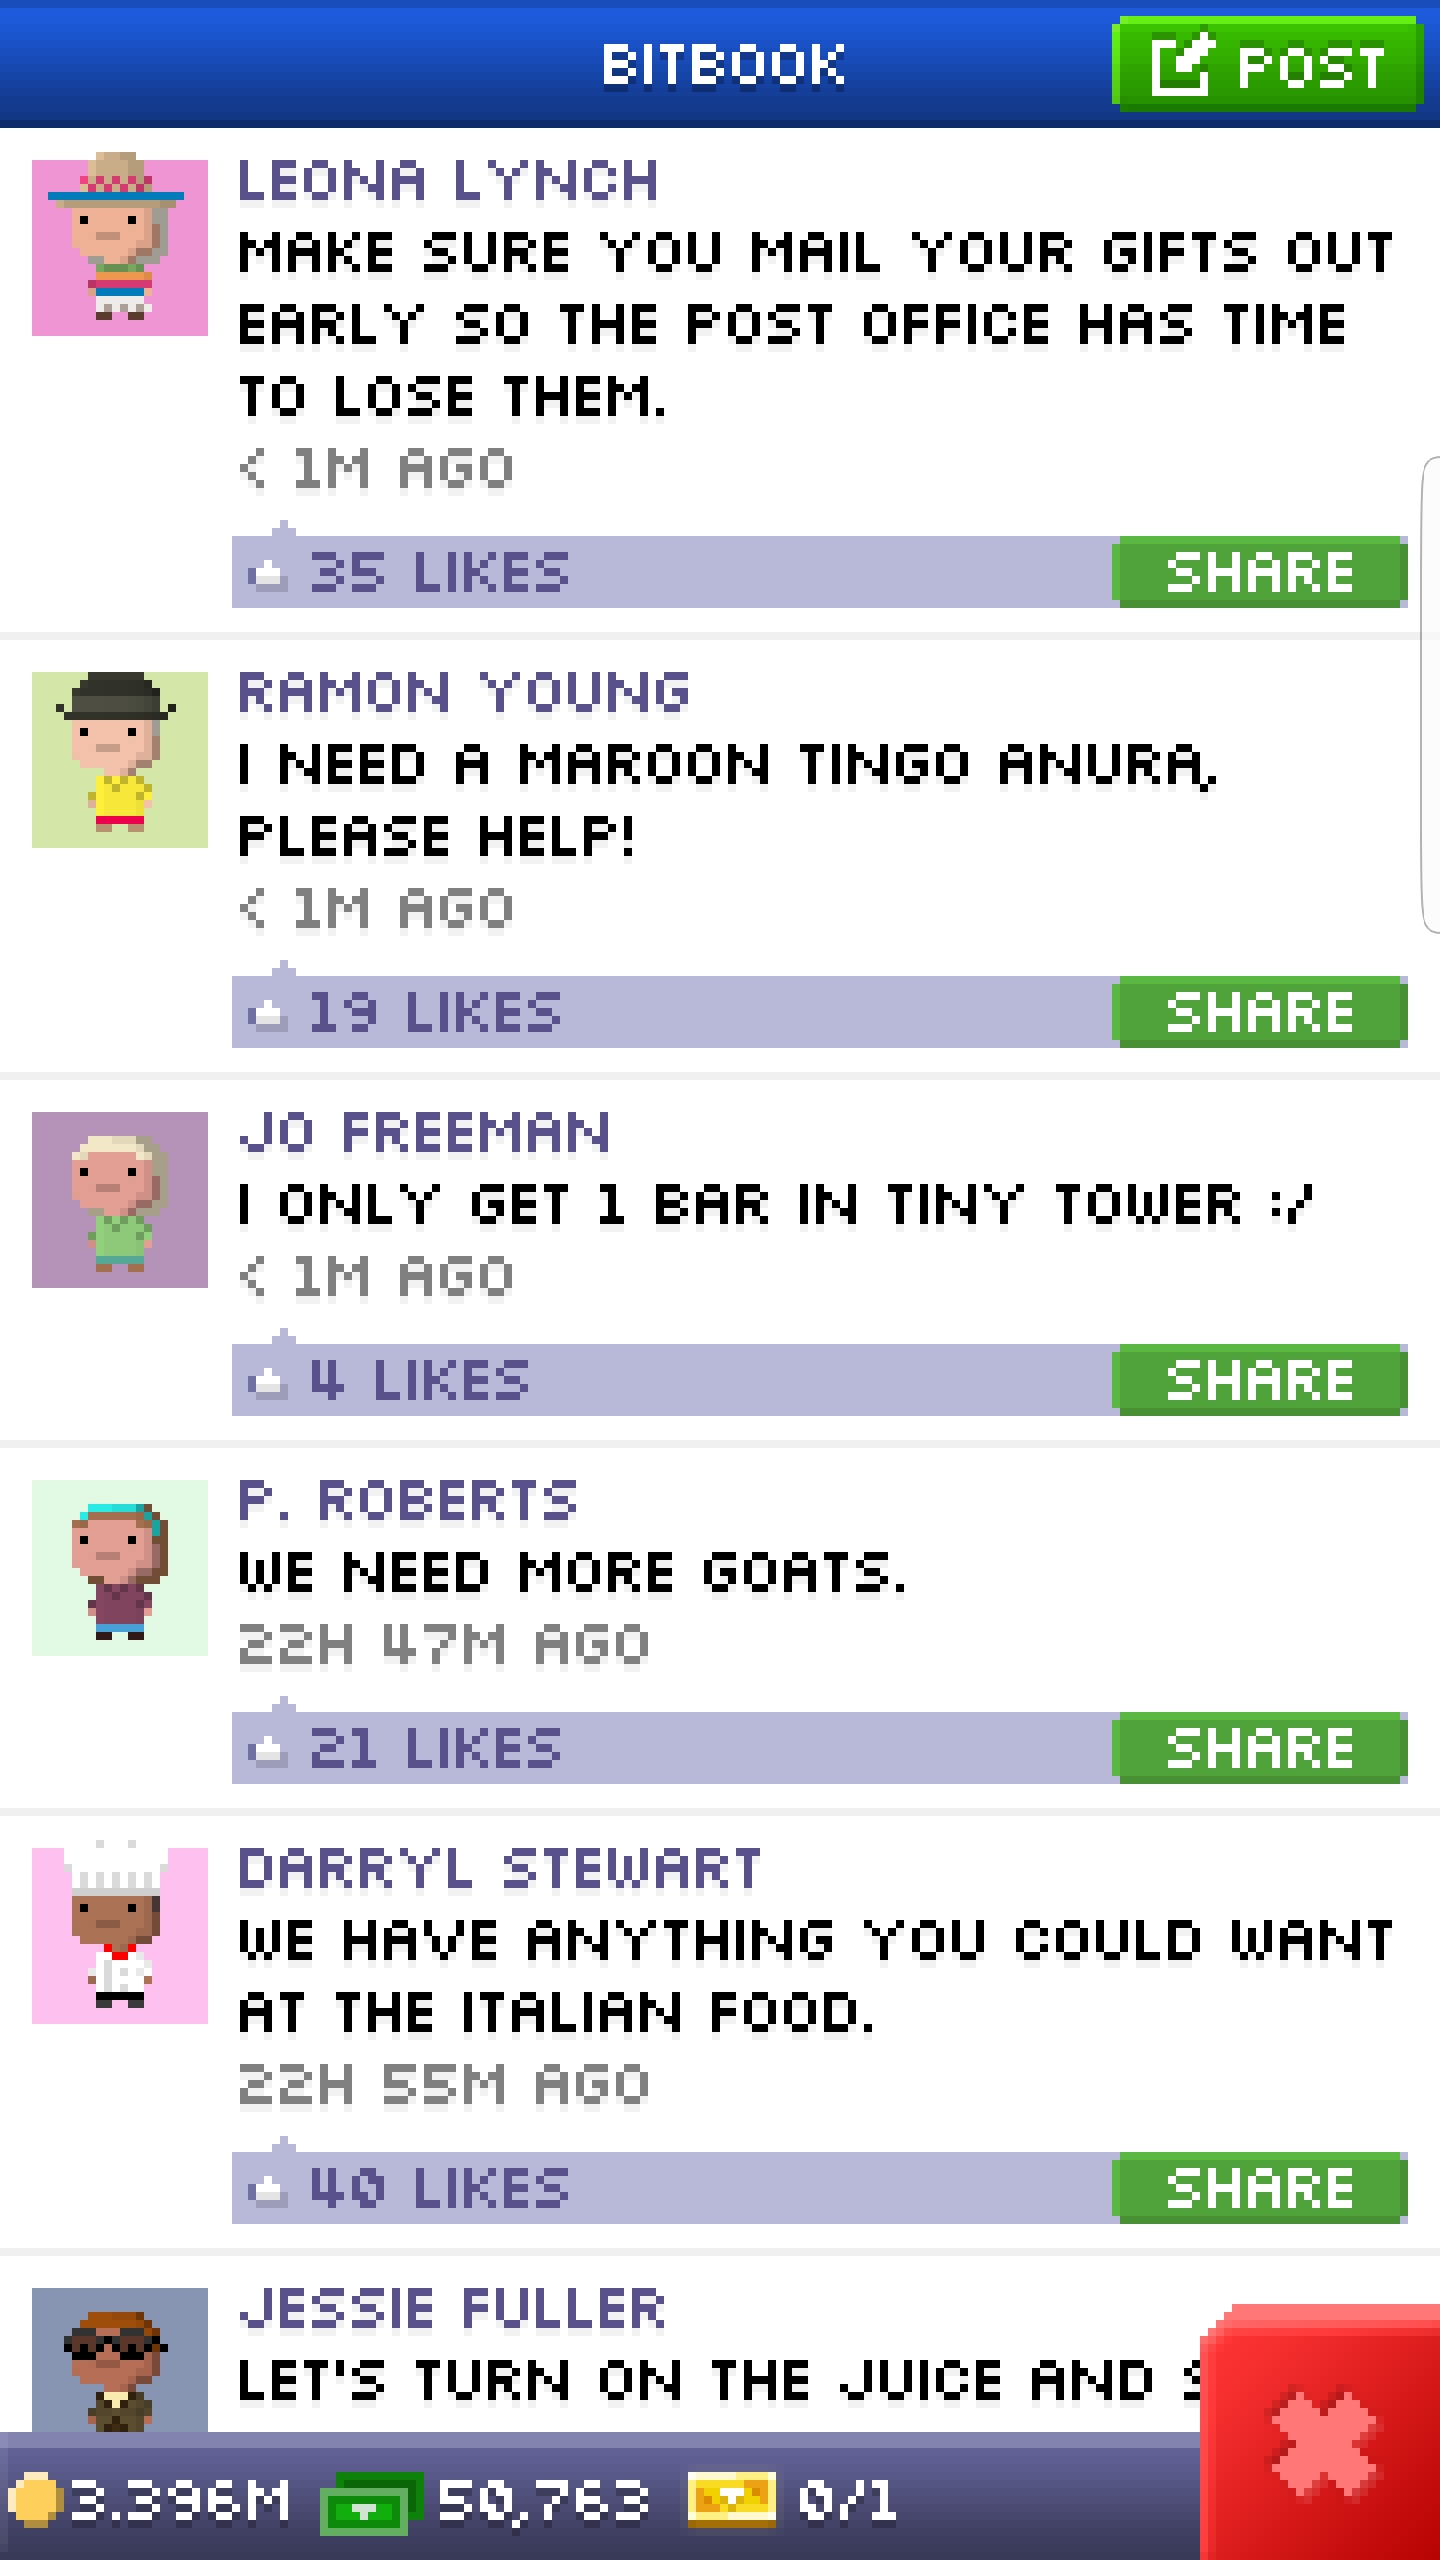 BITBOOK
POST
LEONA LYNCH
MAKE SURE YOU MAIL YOUR GIFTS OUT
EARLY SO THE POST OFFICE HAS TIME
TO LOSE THEM.
< 1M AGO
35 LIKES
SHARE
RAMON YOUNG
I NEED A MAROON TINGO ANURA,
PLEASE HELP!
< 1M AGO
19 LIKES
SHARE
JO FREEMAN
I ONLY GET 1 BAR IN TINY TOWER :/
< 1M AGO
4 LIKES
SHARE
P. ROBERTS
WE NEED MORE GOATS.
22H 47M AGO
21 LIKES
SHARE
DARRYL STEWART
WE HAVE ANYTHING YOU COULD WANT
AT THE ITALIAN FOOD.
22H 55M AGO
40 LIKES
SHARE
JESSIE FULLER
LET'S TURN ON THE JUICE AND
3.396M
50,763
0/1